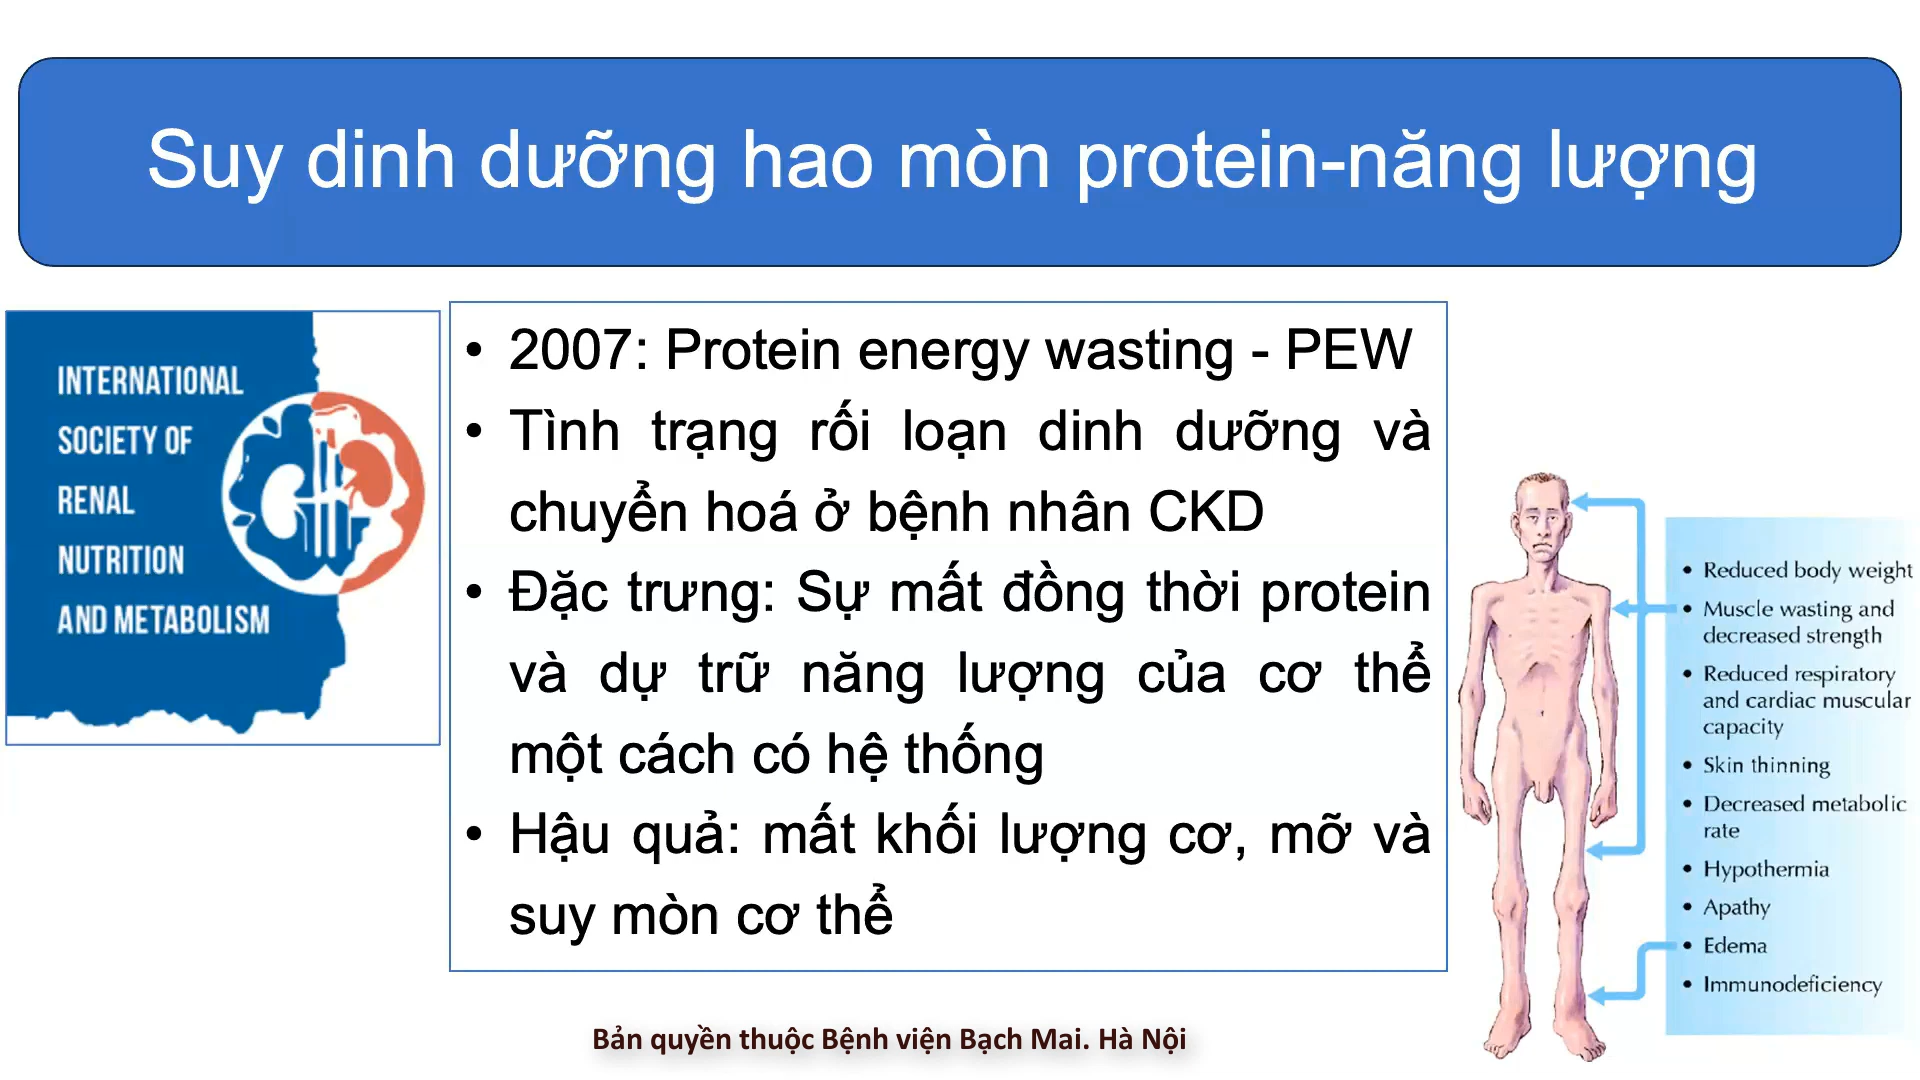 Suy dinh dưỡng hao mòn protein-năng lượng
INTERNATIONAL
SOCIETY OF
RENAL
NUTRITION
AND METABOLISM
• 2007: Protein energy wasting - PEW
• Tình trạng rối loạn dinh dưỡng và
chuyển hoá ở bệnh nhân CKD
• Đặc trưng: Sự mất đồng thời protein
và dự trữ năng lượng của cơ thể
một cách có hệ thống
• Hậu quả: mất khối lượng cơ, mỡ và
suy mòn cơ thể
• Reduced body weight
• Muscle wasting and
decreased strength
• Reduced respiratory
and cardiac muscular
capacity
• Skin thinning
• Decreased metabolic
rate
• Hypothermia
• Apathy
• Edema
• Immunodeficiency
Bản quyền thuộc Bệnh viện Bạch Mai. Hà Nội